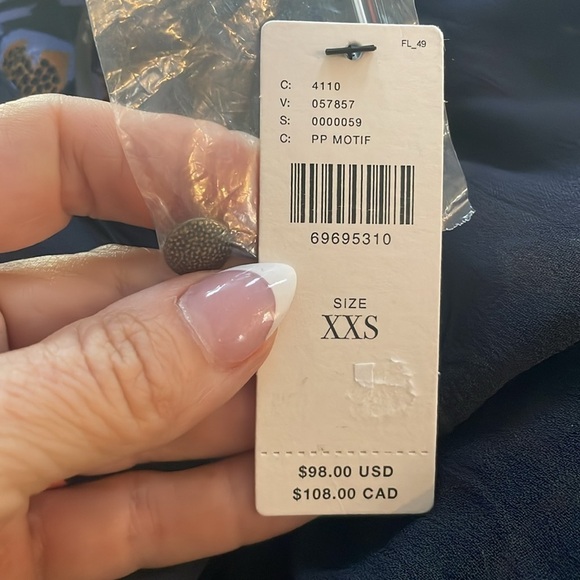 FL_49
C: 4110
V: 057857
S: 0000059
C: PP MOTIF
69695310
SIZE
XXS
$98.00 USD
$108.00 CAD